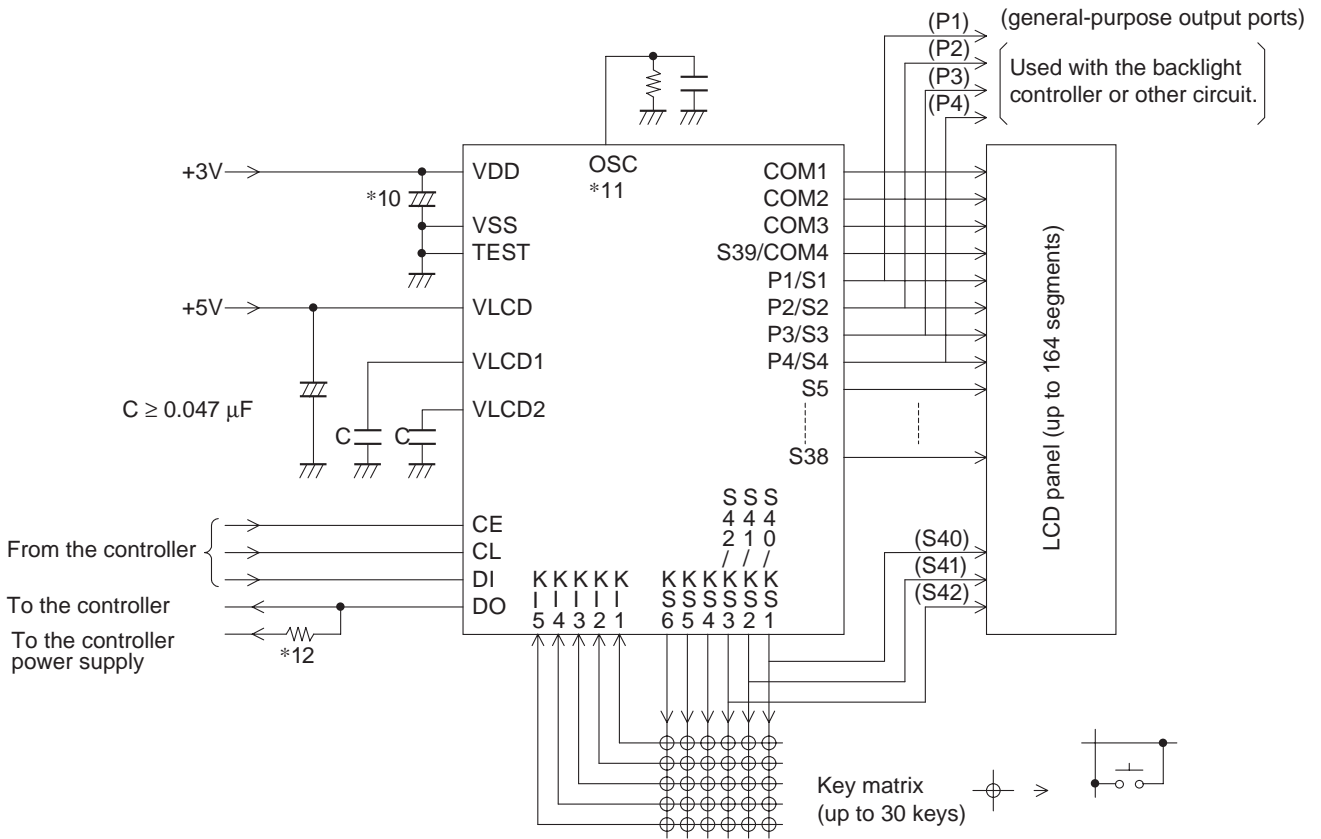 (P1)
(general-purpose output ports)
(P2)
(P3)
(P4)
Used with the backlight
controller or other circuit.
+3V
VDD
OSC
*11
COM1
*10
COM2
VSS
COM3
TEST
S39/COM4
P1/S1
+5V
VLCD
P2/S2
P3/S3
VLCD1
P4/S4
S5
C ≥ 0.047 µF
VLCD2
C
C
S38
LCD panel (up to 164 segments)
From the controller
CE
CL
DI
DO
To the controller
To the controller
power supply
*12
KI5
KI4
KI3
KI2
KI1
KS6
KS5
KS4
S42/KS3
S41/KS2
S40/KS1
(S40)
(S41)
(S42)
Key matrix
(up to 30 keys)